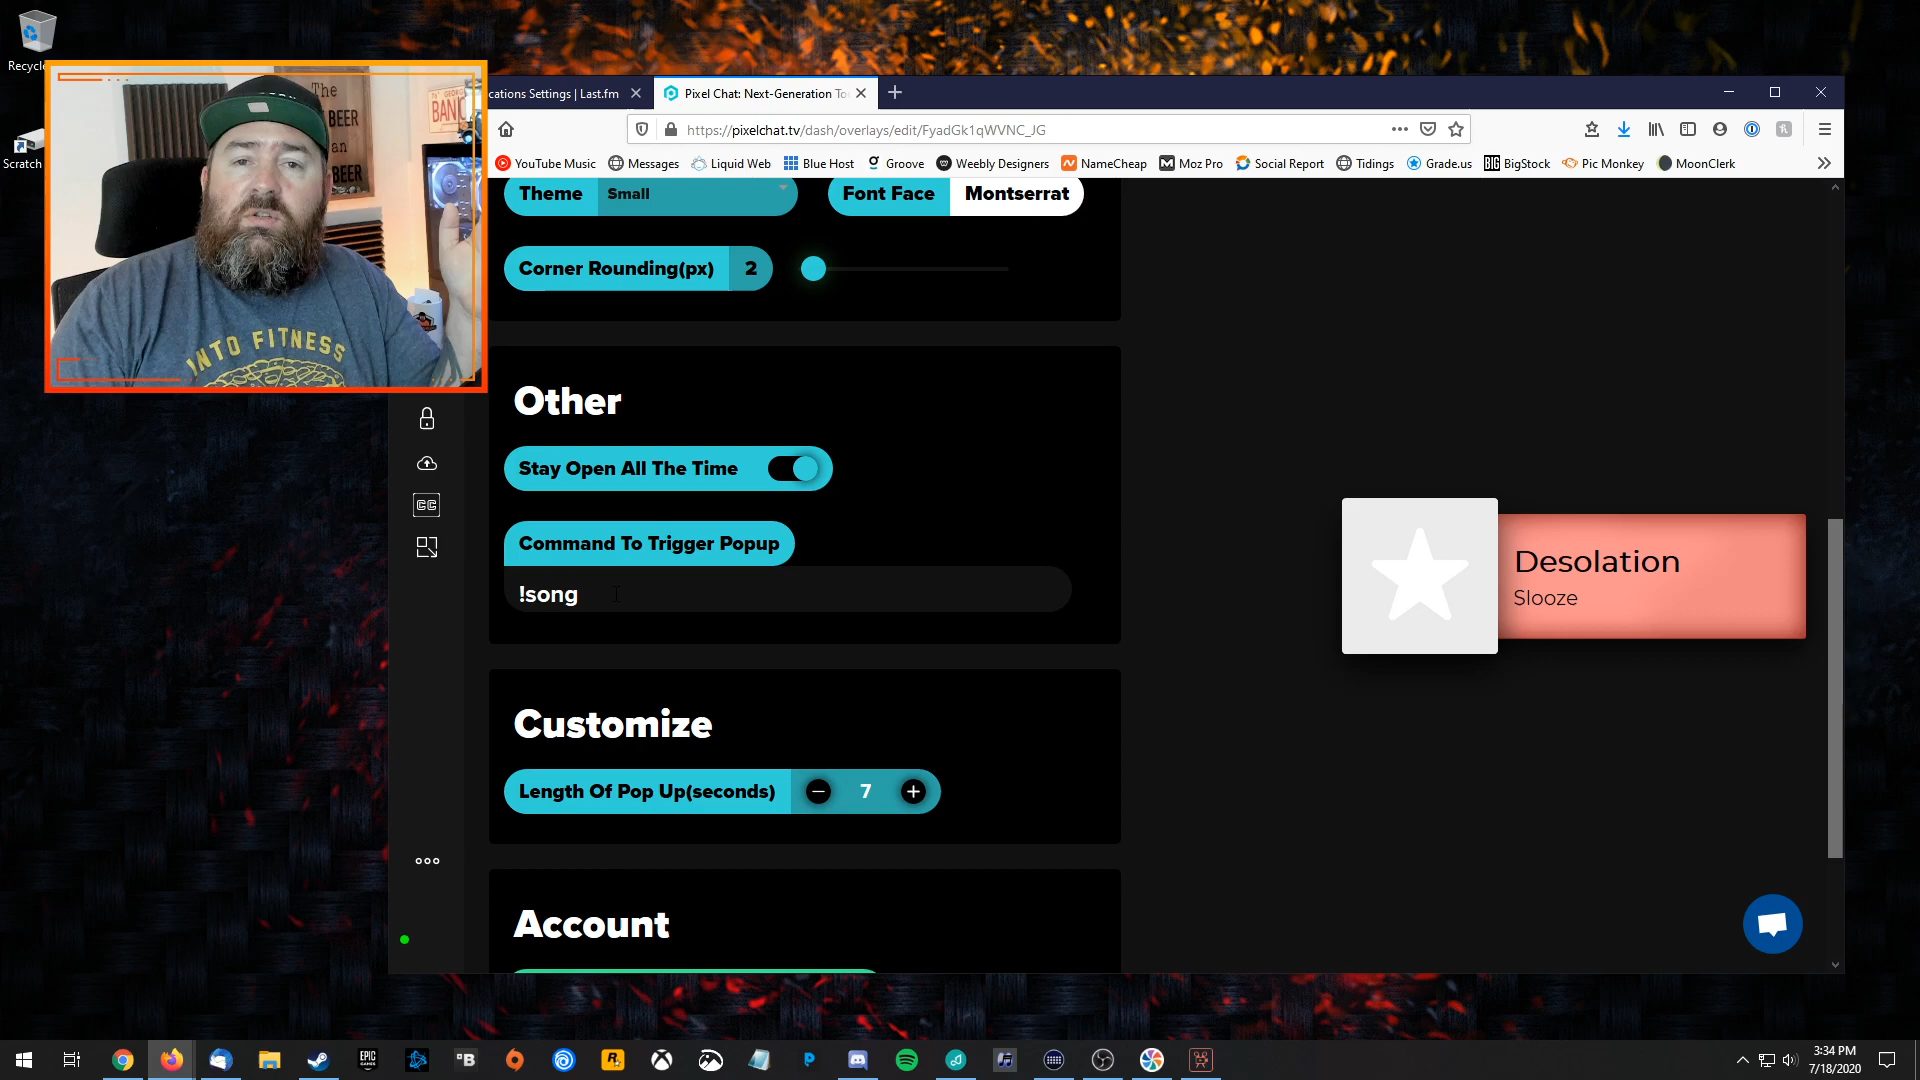 Recycle
Scratch
The
BEER
an
BEER
BAN
INTO FITNESS
cations Settings | Last.fm
Pixel Chat: Next-Generation To
https://pixelchat.tv/dash/overlays/edit/FyadGk1qWVNC_JG
YouTube Music
Messages
Liquid Web
Blue Host
Groove
Weebly Designers
NameCheap
Moz Pro
Social Report
Tidings
Grade.us
BigStock
Pic Monkey
MoonClerk
Theme
Small
Font Face
Montserrat
Corner Rounding(px)
2
Other
Stay Open All The Time
CC
Command To Trigger Popup
!song
Desolation
Slooze
Customize
Length Of Pop Up(seconds)
7
Account
EPIC
GAMES
3:34 PM
7/18/2020